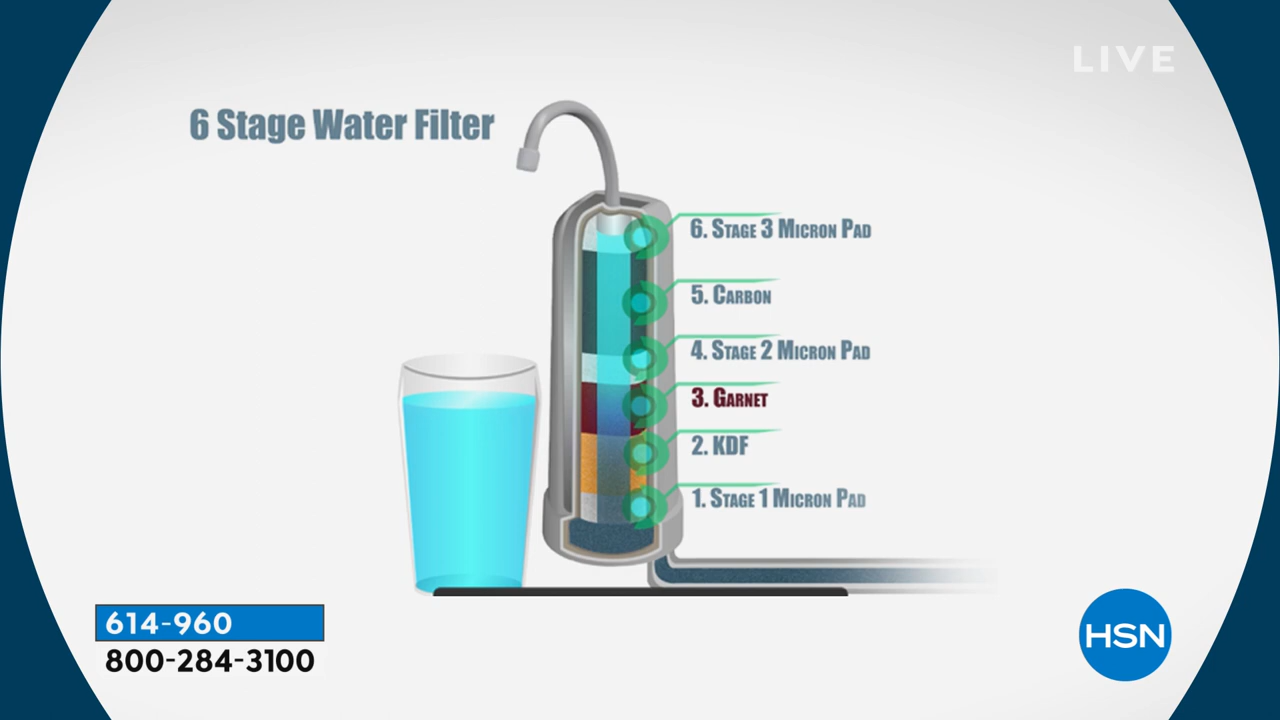 LIVE
6 Stage Water Filter
6. Stage 3 Micron Pad
5. Carbon
4. Stage 2 Micron Pad
3. Garnet
2. KDF
1. Stage 1 Micron Pad
614-960
800-284-3100
HSN